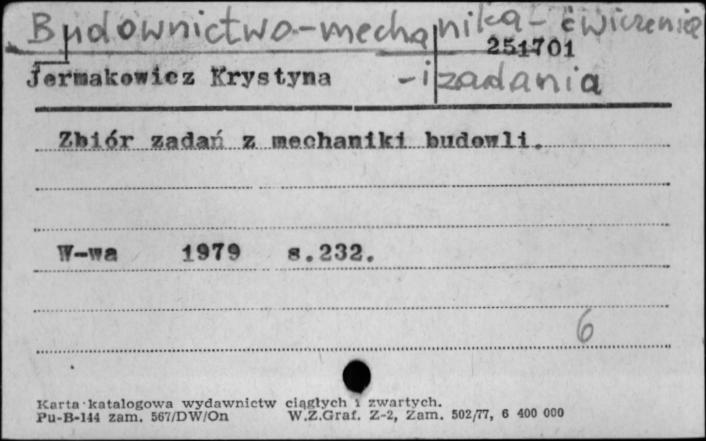 Budownictwo-mechanika-ćwiczenia
251701
Jermakowicz Krystyna -i zadania
Zbiór zadań z mechaniki budowli.
W-wa 1979 s.232.
6
Karta katalogowa wydawnictw ciągłych i zwartych.
Pu-B-144 zam. 567/DW/On W.Z.Graf. Z-2, Zam. 502/77, 6 400 000